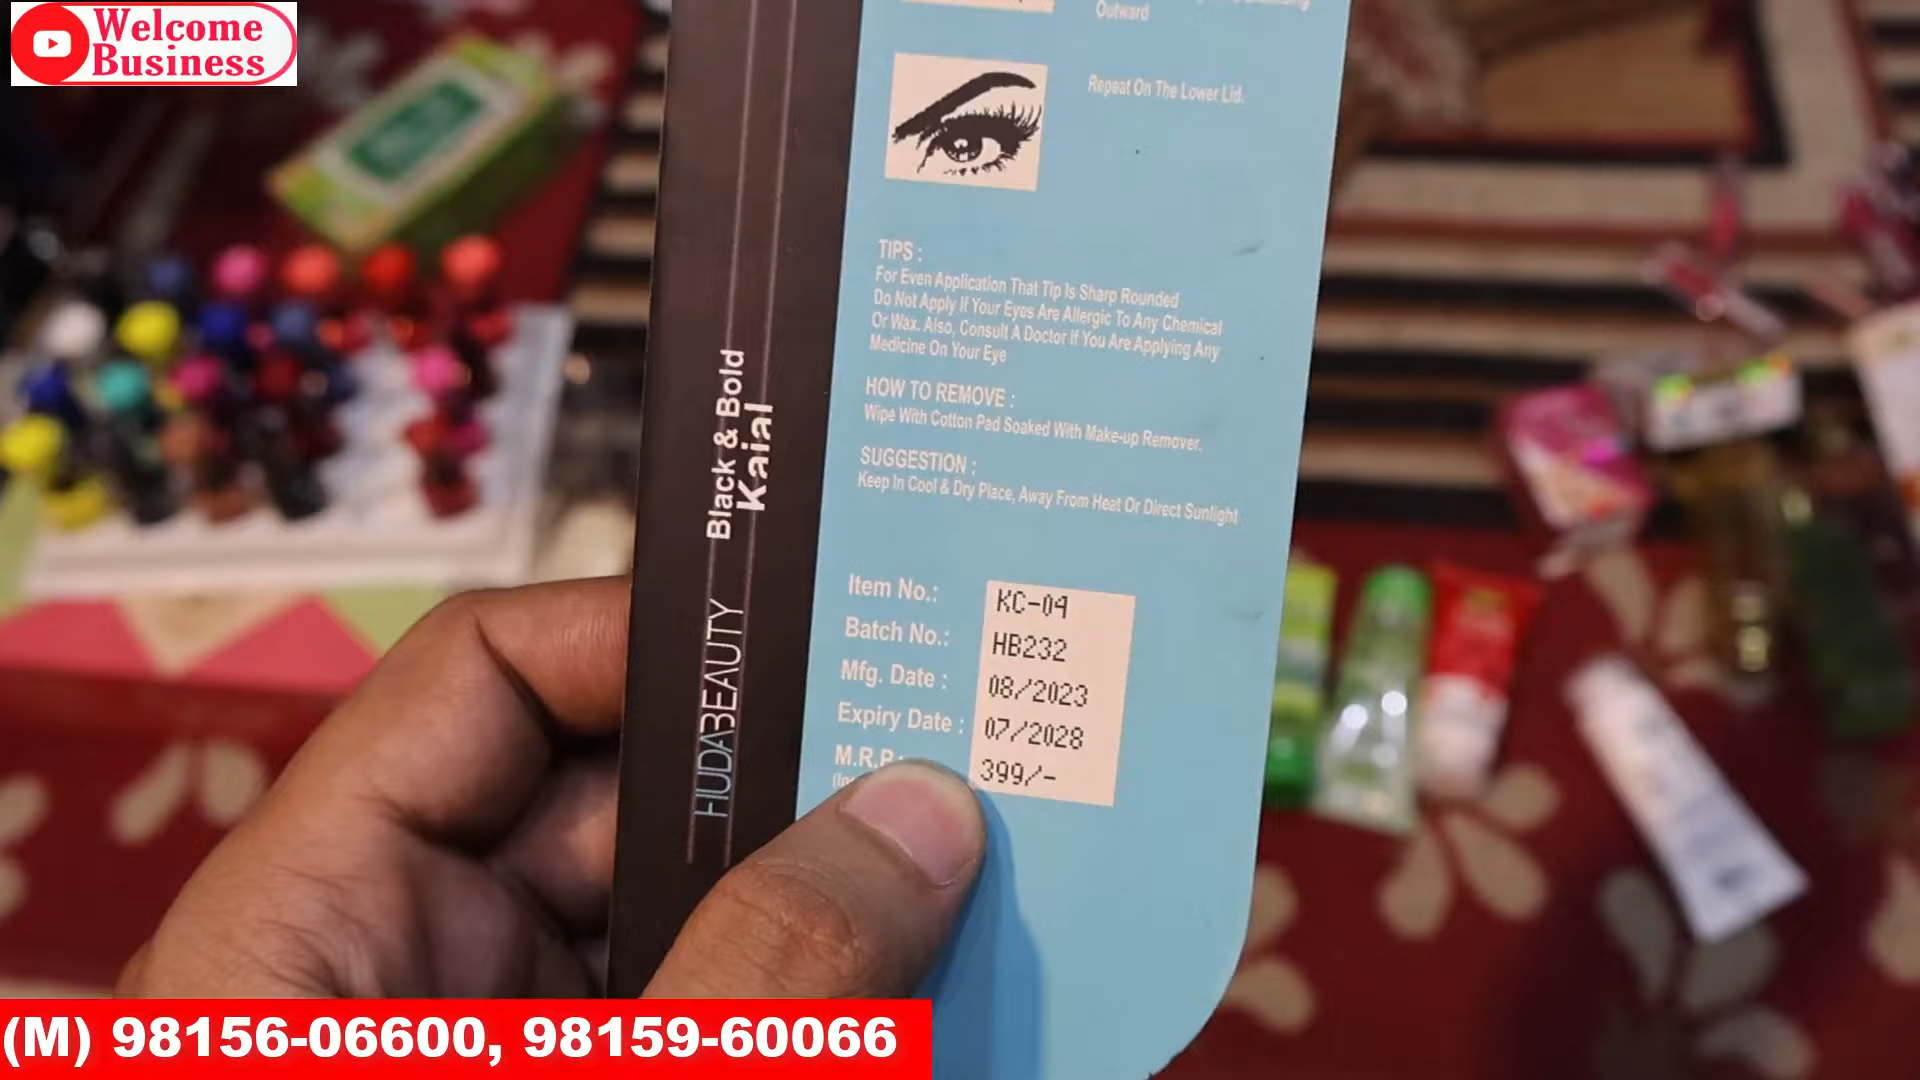 Welcome
Business
Outward
Repeat On The Lower Lid.
TIPS :
For Even Application That Tip Is Sharp Rounded
Do Not Apply If Your Eyes Are Allergic To Any Chemical
Or Wax. Also, Consult A Doctor If You Are Applying Any
Medicine On Your Eye
HOW TO REMOVE :
Wipe With Cotton Pad Soaked With Make-up Remover.
SUGGESTION :
Keep In Cool & Dry Place, Away From Heat Or Direct Sunlight
Item No.: KC-04
Batch No.: HB232
Mfg. Date : 08/2023
Expiry Date : 07/2028
M.R.P.: 399/-
HUDABEAUTY Black & Bold
Kajal
(M) 98156-06600, 98159-60066